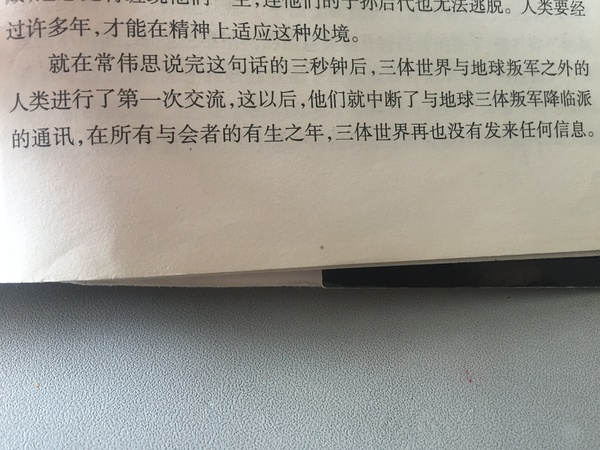 他们的子孙后代也无法逃脱。人类要经
过许多年，才能在精神上适应这种处境。
就在常伟思说完这句话的三秒钟后，三体世界与地球叛军之外的
人类进行了第一次交流，这以后，他们就中断了与地球三体叛军降临派
的通讯，在所有与会者的有生之年，三体世界再也没有发来任何信息。